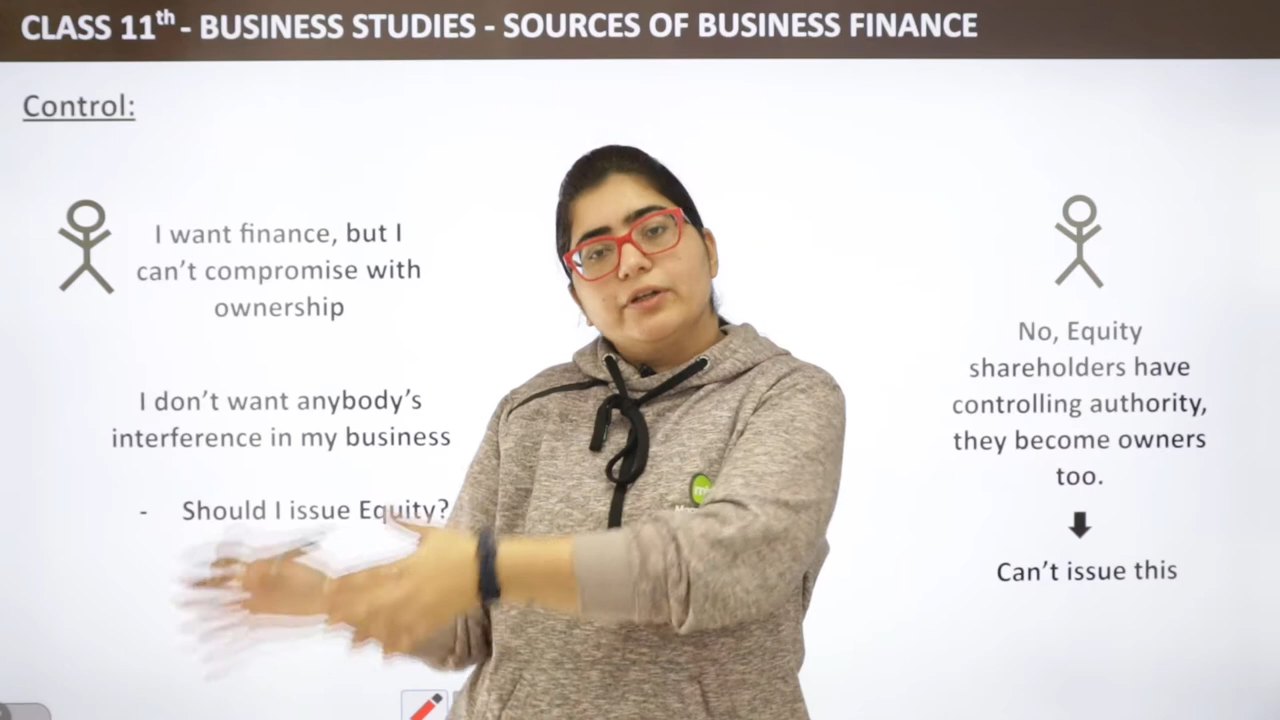 CLASS 11th - BUSINESS STUDIES - SOURCES OF BUSINESS FINANCE
Control:
I want finance, but I
can't compromise with
ownership
I don't want anybody's
interference in my business
- Should I issue Equity?
No, Equity
shareholders have
controlling authority,
they become owners
too.
Can't issue this